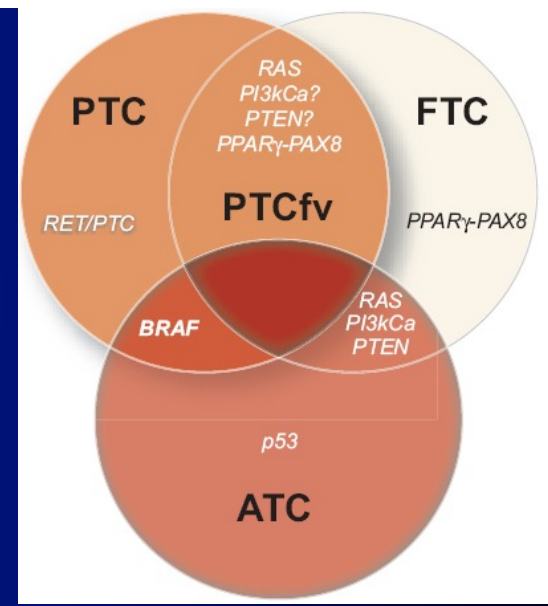 PTC
RAS
PI3kCa?
PTEN?
PPARγ-PAX8
PTCfv
FTC
RET/PTC
PPARγ-PAX8
BRAF
RAS
PI3kCa
PTEN
p53
ATC